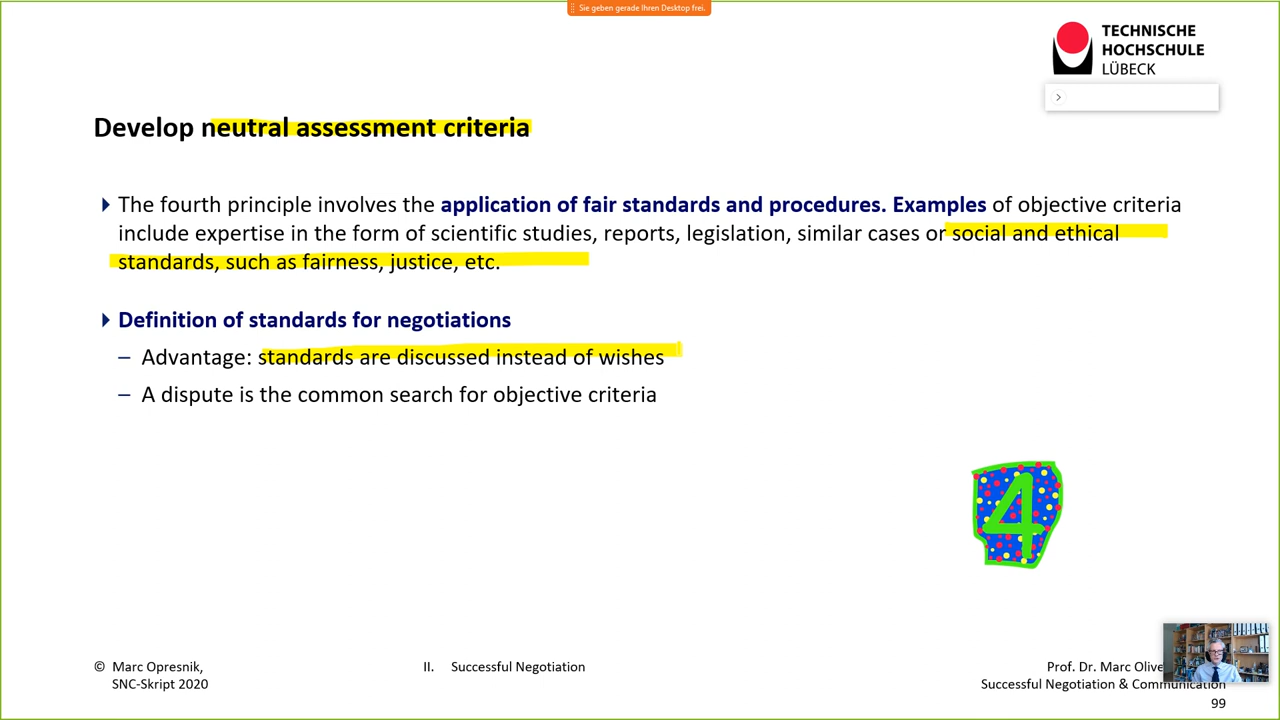 Sie geben gerade Ihren Desktop frei.
TECHNISCHE
HOCHSCHULE
LÜBECK
Develop neutral assessment criteria
The fourth principle involves the application of fair standards and procedures. Examples of objective criteria
include expertise in the form of scientific studies, reports, legislation, similar cases or social and ethical
standards, such as fairness, justice, etc.
Definition of standards for negotiations
– Advantage: standards are discussed instead of wishes
– A dispute is the common search for objective criteria
4
© Marc Opresnik,
SNC-Skript 2020
II. Successful Negotiation
Prof. Dr. Marc Olive
Successful Negotiation & Communication
99